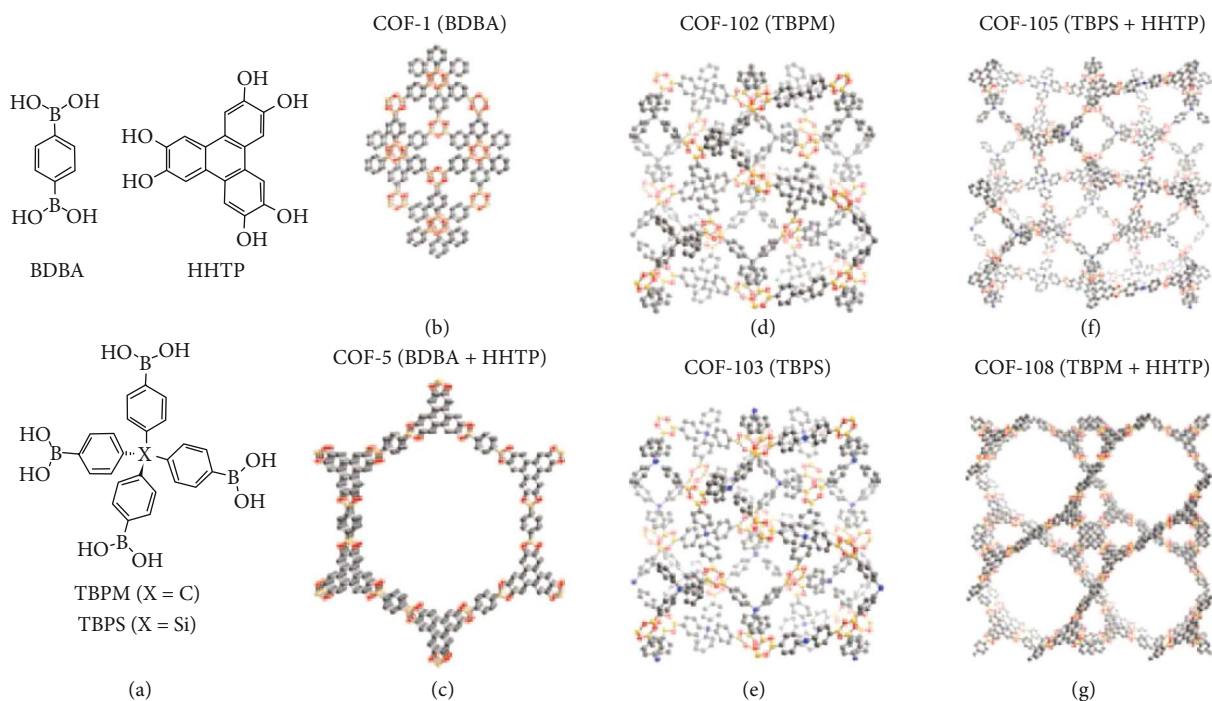 COF-1 (BDBA)
COF-102 (TBPM)
COF-105 (TBPS + HHTP)
HO B OH
HO B OH
BDBA
OH
OH
HO
HO
OH
OH
HHTP
(b)
(d)
(f)
COF-5 (BDBA + HHTP)
COF-103 (TBPS)
COF-108 (TBPM + HHTP)
HO B OH
HO B HO
X
B OH OH
HO B OH
TBPM (X = C)
TBPS (X = Si)
(a)
(c)
(e)
(g)